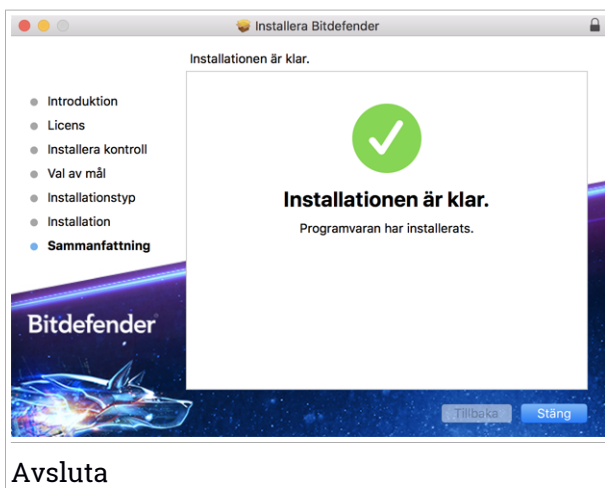 Installera Bitdefender
Installationen är klar.
Introduktion
Licens
Installera kontroll
Val av mål
Installationstyp
Installation
Sammanfattning
Installationen är klar.
Programvaran har installerats.
Bitdefender
Tillbaka
Stäng
Avsluta